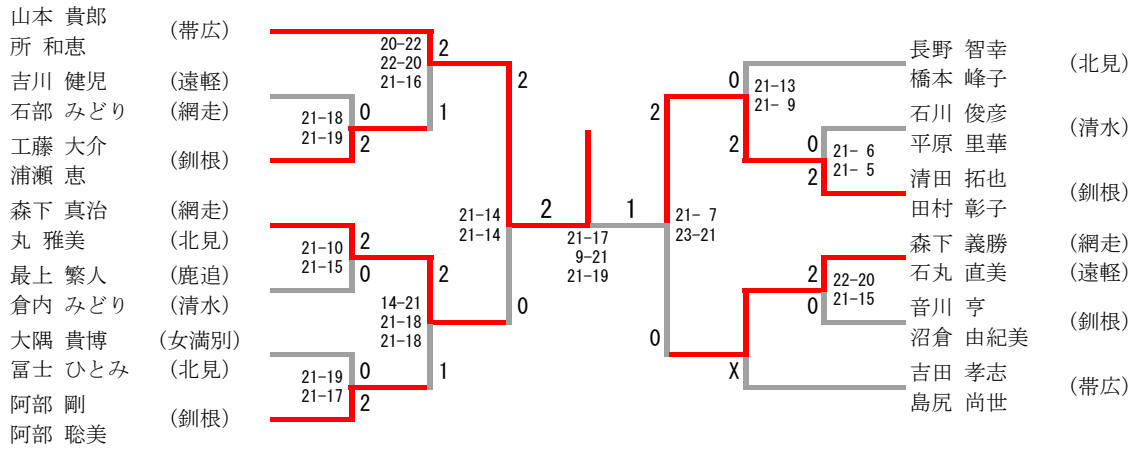 山本 貴郎
所 和恵
(帯広)
吉川 健児 (遠軽)
石部 みどり (網走)
工藤 大介
浦瀬 恵
(釧根)
森下 真治 (網走)
丸 雅美 (北見)
最上 繁人 (鹿追)
倉内 みどり (清水)
大隅 貴博 (女満別)
冨士 ひとみ (北見)
阿部 剛
阿部 聡美
(釧根)
20-22
22-20
21-16
2
1
21-18
21-19
0
2
21-10
21-15
2
0
14-21
21-18
21-18
2
1
21-19
21-17
0
2
21-14
21-14
2
0
2
1
21-17
9-21
21-19
21- 7
23-21
2
0
0
2
21-13
21- 9
0
2
21- 6
21- 5
2
0
22-20
21-15
X
長野 智幸
橋本 峰子
(北見)
石川 俊彦
平原 里華
(清水)
清田 拓也
田村 彰子
(釧根)
森下 義勝 (網走)
石丸 直美 (遠軽)
音川 亨
沼倉 由紀美
(釧根)
吉田 孝志
島尻 尚世
(帯広)